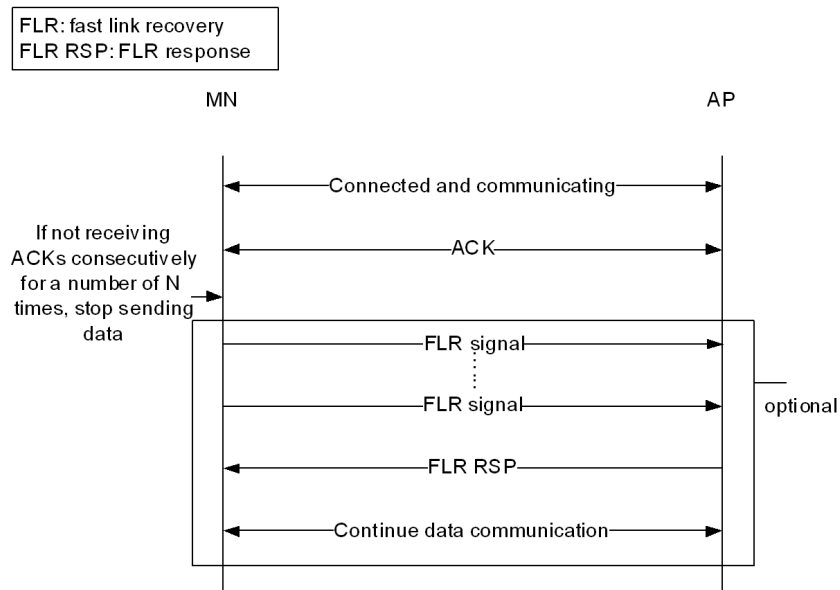 FLR: fast link recovery
FLR RSP: FLR response
MN
AP
Connected and communicating
If not receiving
ACKs consecutively
for a number of N
times, stop sending
data
ACK
FLR signal
FLR signal
optional
FLR RSP
Continue data communication